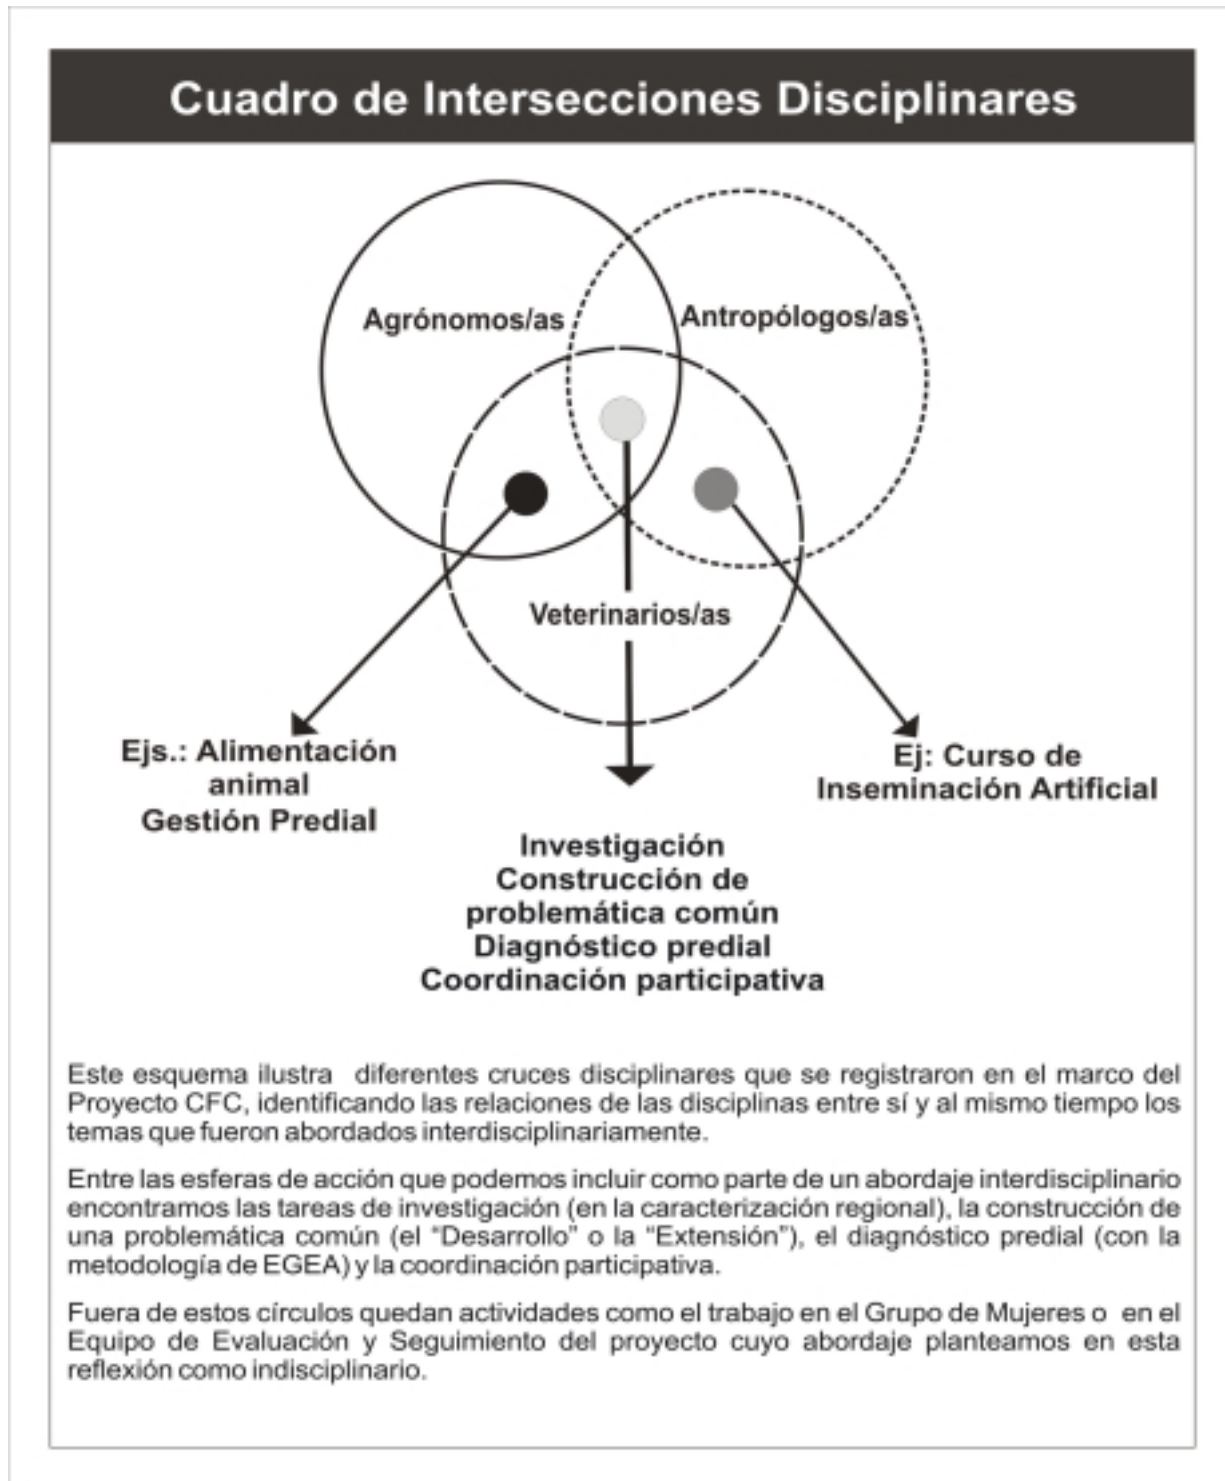 Cuadro de Intersecciones Disciplinares
Agrónomos/as
Antropólogos/as
Veterinarios/as
Ejs.: Alimentación
animal
Gestión Predial
Ej: Curso de
Inseminación Artificial
Investigación
Construcción de
problemática común
Diagnóstico predial
Coordinación participativa
Este esquema ilustra diferentes cruces disciplinares que se registraron en el marco del
Proyecto CFC, identificando las relaciones de las disciplinas entre sí y al mismo tiempo los
temas que fueron abordados interdisciplinariamente.
Entre las esferas de acción que podemos incluir como parte de un abordaje interdisciplinario
encontramos las tareas de investigación (en la caracterización regional), la construcción de
una problemática común (el “Desarrollo” o la “Extensión”), el diagnóstico predial (con la
metodología de EGEA) y la coordinación participativa.
Fuera de estos círculos quedan actividades como el trabajo en el Grupo de Mujeres o en el
Equipo de Evaluación y Seguimiento del proyecto cuyo abordaje planteamos en esta
reflexión como indisciplinario.